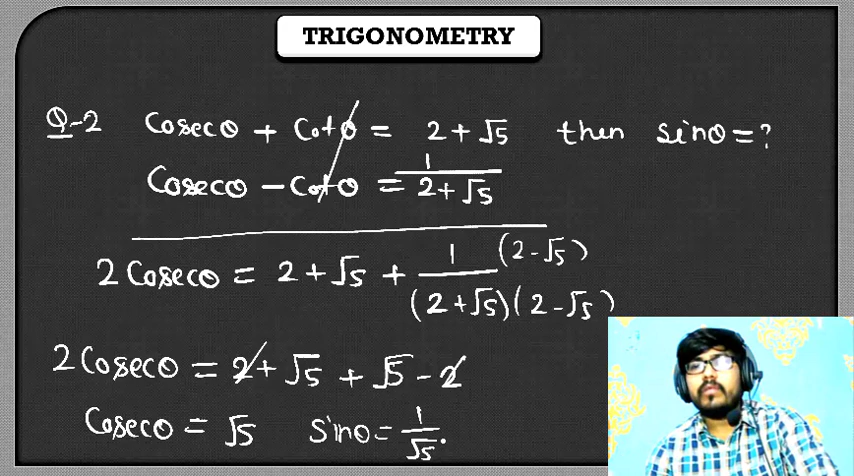 TRIGONOMETRY
Q-2 Cosecθ + Cotθ = 2 + √5 then sinθ = ?
Cosecθ - Cotθ = 1/(2 + √5)
2 Cosecθ = 2 + √5 + 1 (2 - √5) / (2 + √5)(2 - √5)
2 Cosecθ = 2 + √5 + √5 - 2
Cosecθ = √5 sinθ = 1/√5.